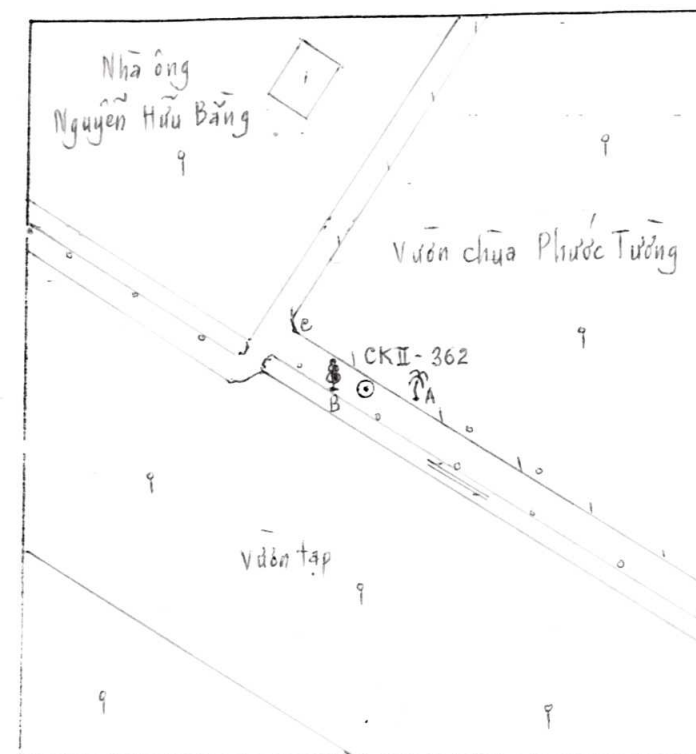 Nhà ông
Nguyễn Hữu Bằng
Vườn chùa Phước Tường
e
CKII-362
A
B
Vườn tạp